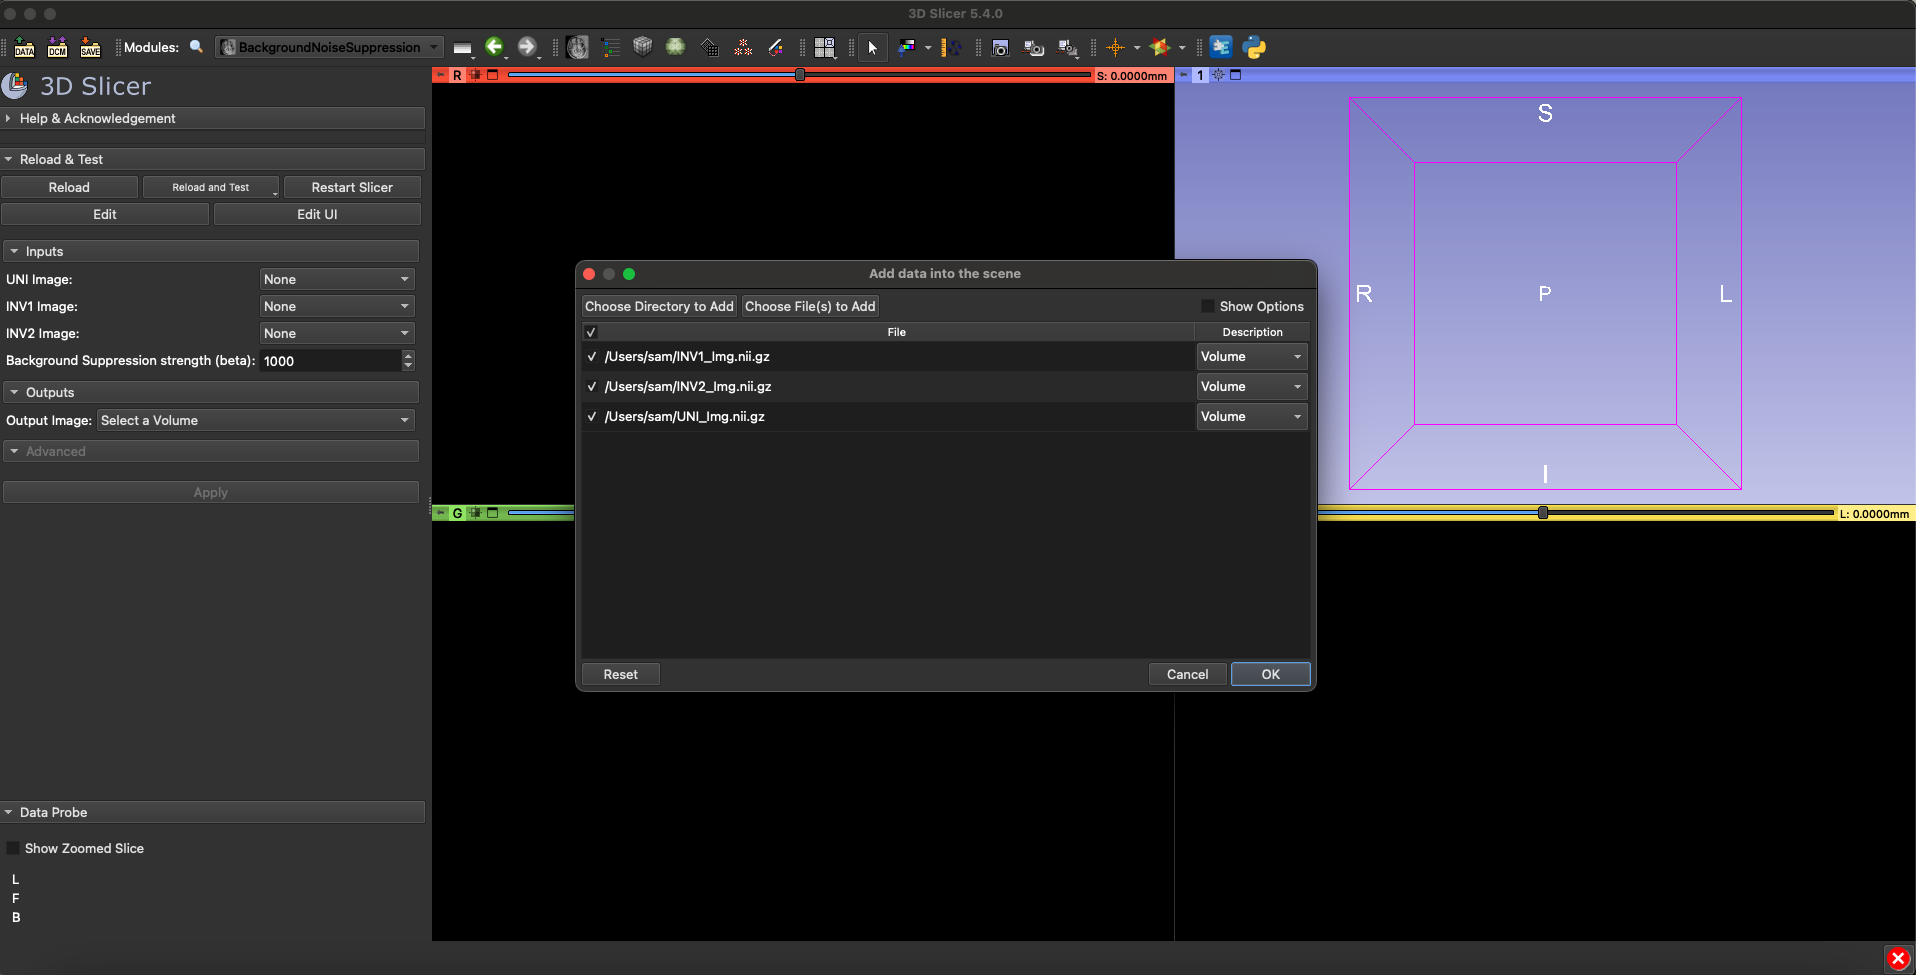 3D Slicer 5.4.0
DATA DCM SAVE Modules: BackgroundNoiseSuppression
3D Slicer
Help & Acknowledgement
Reload & Test
Reload Reload and Test Restart Slicer
Edit Edit UI
Inputs
UNI Image: None
INV1 Image: None
INV2 Image: None
Background Suppression strength (beta): 1000
Outputs
Output Image: Select a Volume
Advanced
Apply
Data Probe
Show Zoomed Slice
L
F
B
R S: 0.0000mm
1
S
R P L
I
G L: 0.0000mm
Add data into the scene
Choose Directory to Add Choose File(s) to Add Show Options
File Description
/Users/sam/INV1_Img.nii.gz Volume
/Users/sam/INV2_Img.nii.gz Volume
/Users/sam/UNI_Img.nii.gz Volume
Reset Cancel OK